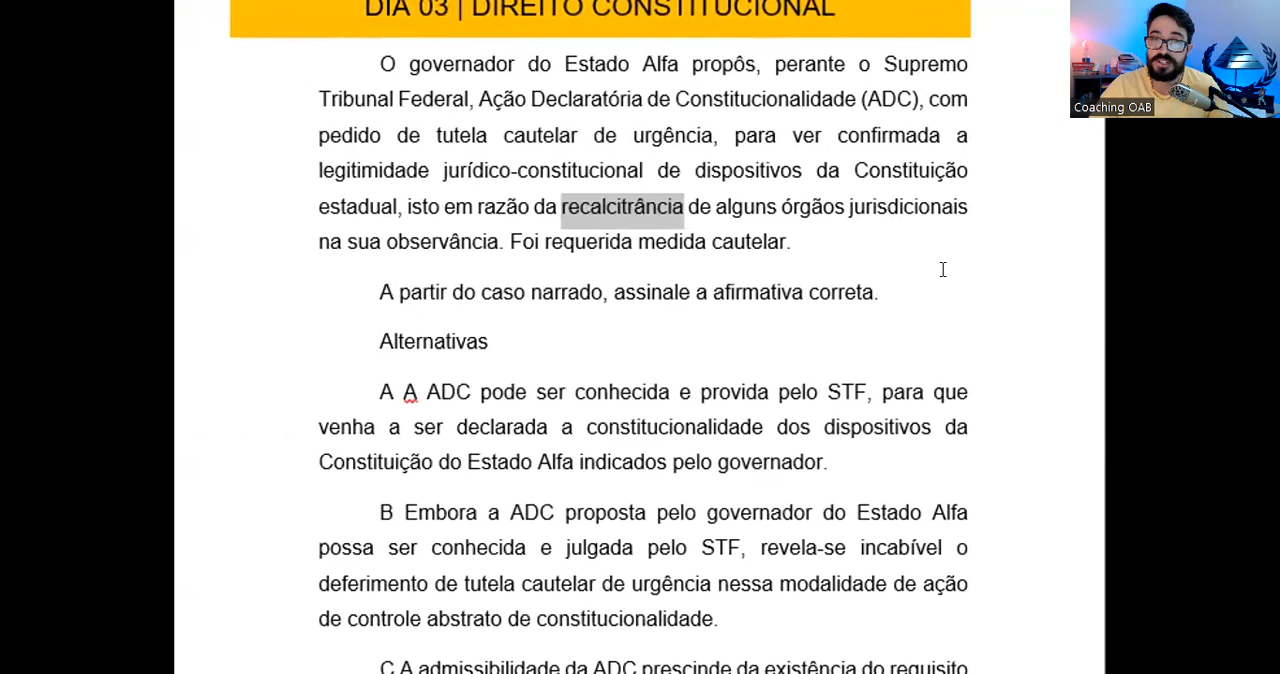 DIA 03 | DIREITO CONSTITUCIONAL
O governador do Estado Alfa propôs, perante o Supremo
Tribunal Federal, Ação Declaratória de Constitucionalidade (ADC), com
pedido de tutela cautelar de urgência, para ver confirmada a
legitimidade jurídico-constitucional de dispositivos da Constituição
estadual, isto em razão da recalcitrância de alguns órgãos jurisdicionais
na sua observância. Foi requerida medida cautelar.
A partir do caso narrado, assinale a afirmativa correta.
Alternativas
A A ADC pode ser conhecida e provida pelo STF, para que
venha a ser declarada a constitucionalidade dos dispositivos da
Constituição do Estado Alfa indicados pelo governador.
B Embora a ADC proposta pelo governador do Estado Alfa
possa ser conhecida e julgada pelo STF, revela-se incabível o
deferimento de tutela cautelar de urgência nessa modalidade de ação
de controle abstrato de constitucionalidade.
C A admissibilidade da ADC prescinde da existência do requisito
Coaching OAB